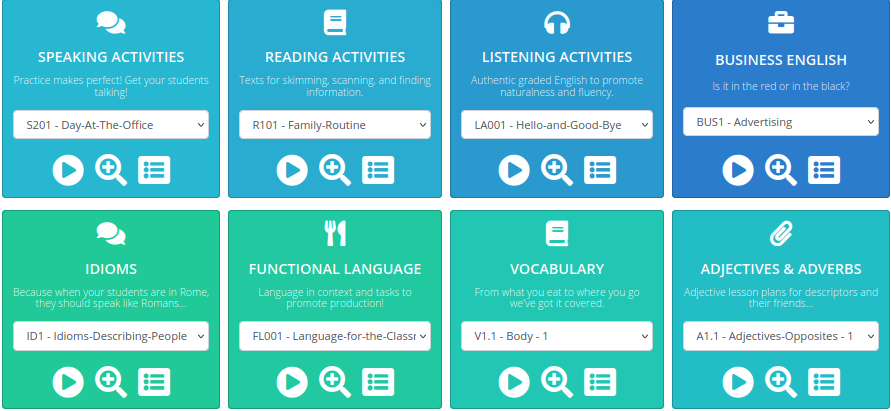 SPEAKING ACTIVITIES
Practice makes perfect! Get your students
talking!
S201 - Day-At-The-Office
READING ACTIVITIES
Texts for skimming, scanning, and finding
information.
R101 - Family-Routine
LISTENING ACTIVITIES
Authentic graded English to promote
naturalness and fluency.
LA001 - Hello-and-Good-Bye
BUSINESS ENGLISH
Is it in the red or in the black?
BUS1 - Advertising
IDIOMS
Because when your students are in Rome,
they should speak like Romans...
ID1 - Idioms-Describing-People
FUNCTIONAL LANGUAGE
Language in context and tasks to
promote production!
FL001 - Language-for-the-Classr
VOCABULARY
From what you eat to where you go
we've got it covered.
V1.1 - Body - 1
ADJECTIVES & ADVERBS
Adjective lesson plans for descriptors and
their friends...
A1.1 - Adjectives-Opposites - 1